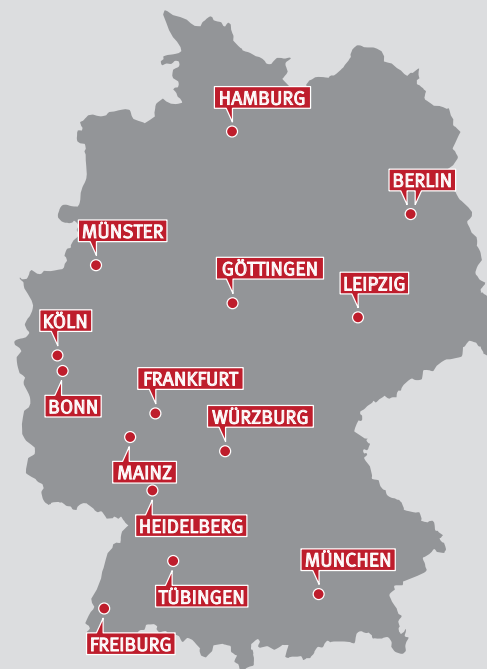 HAMBURG
BERLIN
MÜNSTER
GÖTTINGEN
LEIPZIG
KÖLN
FRANKFURT
BONN
WÜRZBURG
MAINZ
HEIDELBERG
MÜNCHEN
TÜBINGEN
FREIBURG